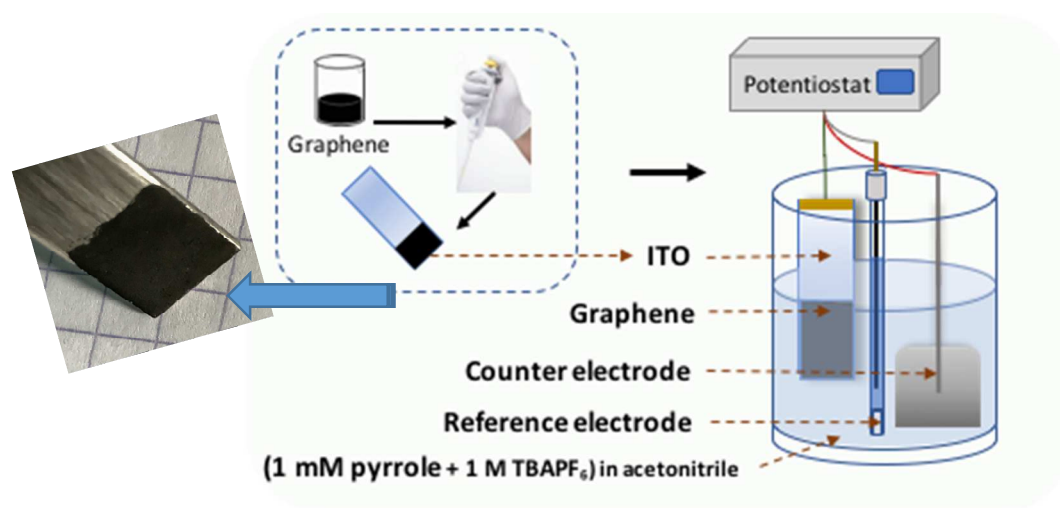 Potentiostat
Graphene
ITO
Graphene
Counter electrode
Reference electrode
(1 mM pyrrole + 1 M TBAPF₆) in acetonitrile